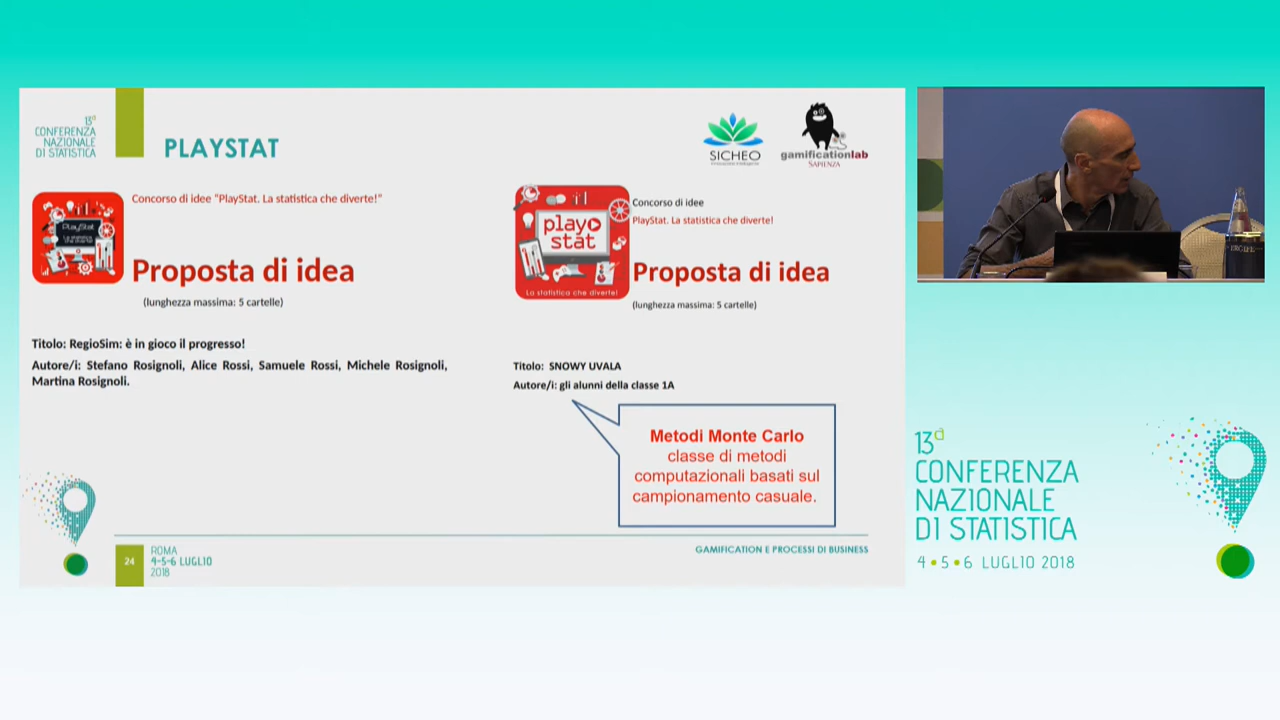 13ª
CONFERENZA
NAZIONALE
DI STATISTICA
PLAYSTAT
SICHEO
gamificationlab
SAPIENZA
PlayStat
La statistica
che diverte!
Concorso di idee "PlayStat. La statistica che diverte!"
Proposta di idea
(lunghezza massima: 5 cartelle)
Titolo: RegioSim: è in gioco il progresso!
Autore/i: Stefano Rosignoli, Alice Rossi, Samuele Rossi, Michele Rosignoli,
Martina Rosignoli.
play
stat
La statistica che diverte!
Concorso di idee
PlayStat. La statistica che diverte!
Proposta di idea
(lunghezza massima: 5 cartelle)
Titolo: SNOWY UVALA
Autore/i: gli alunni della classe 1A
Metodi Monte Carlo
classe di metodi
computazionali basati sul
campionamento casuale.
24
ROMA
4-5-6 LUGLIO
2018
GAMIFICATION E PROCESSI DI BUSINESS
13ª
CONFERENZA
NAZIONALE
DI STATISTICA
4•5•6 LUGLIO 2018